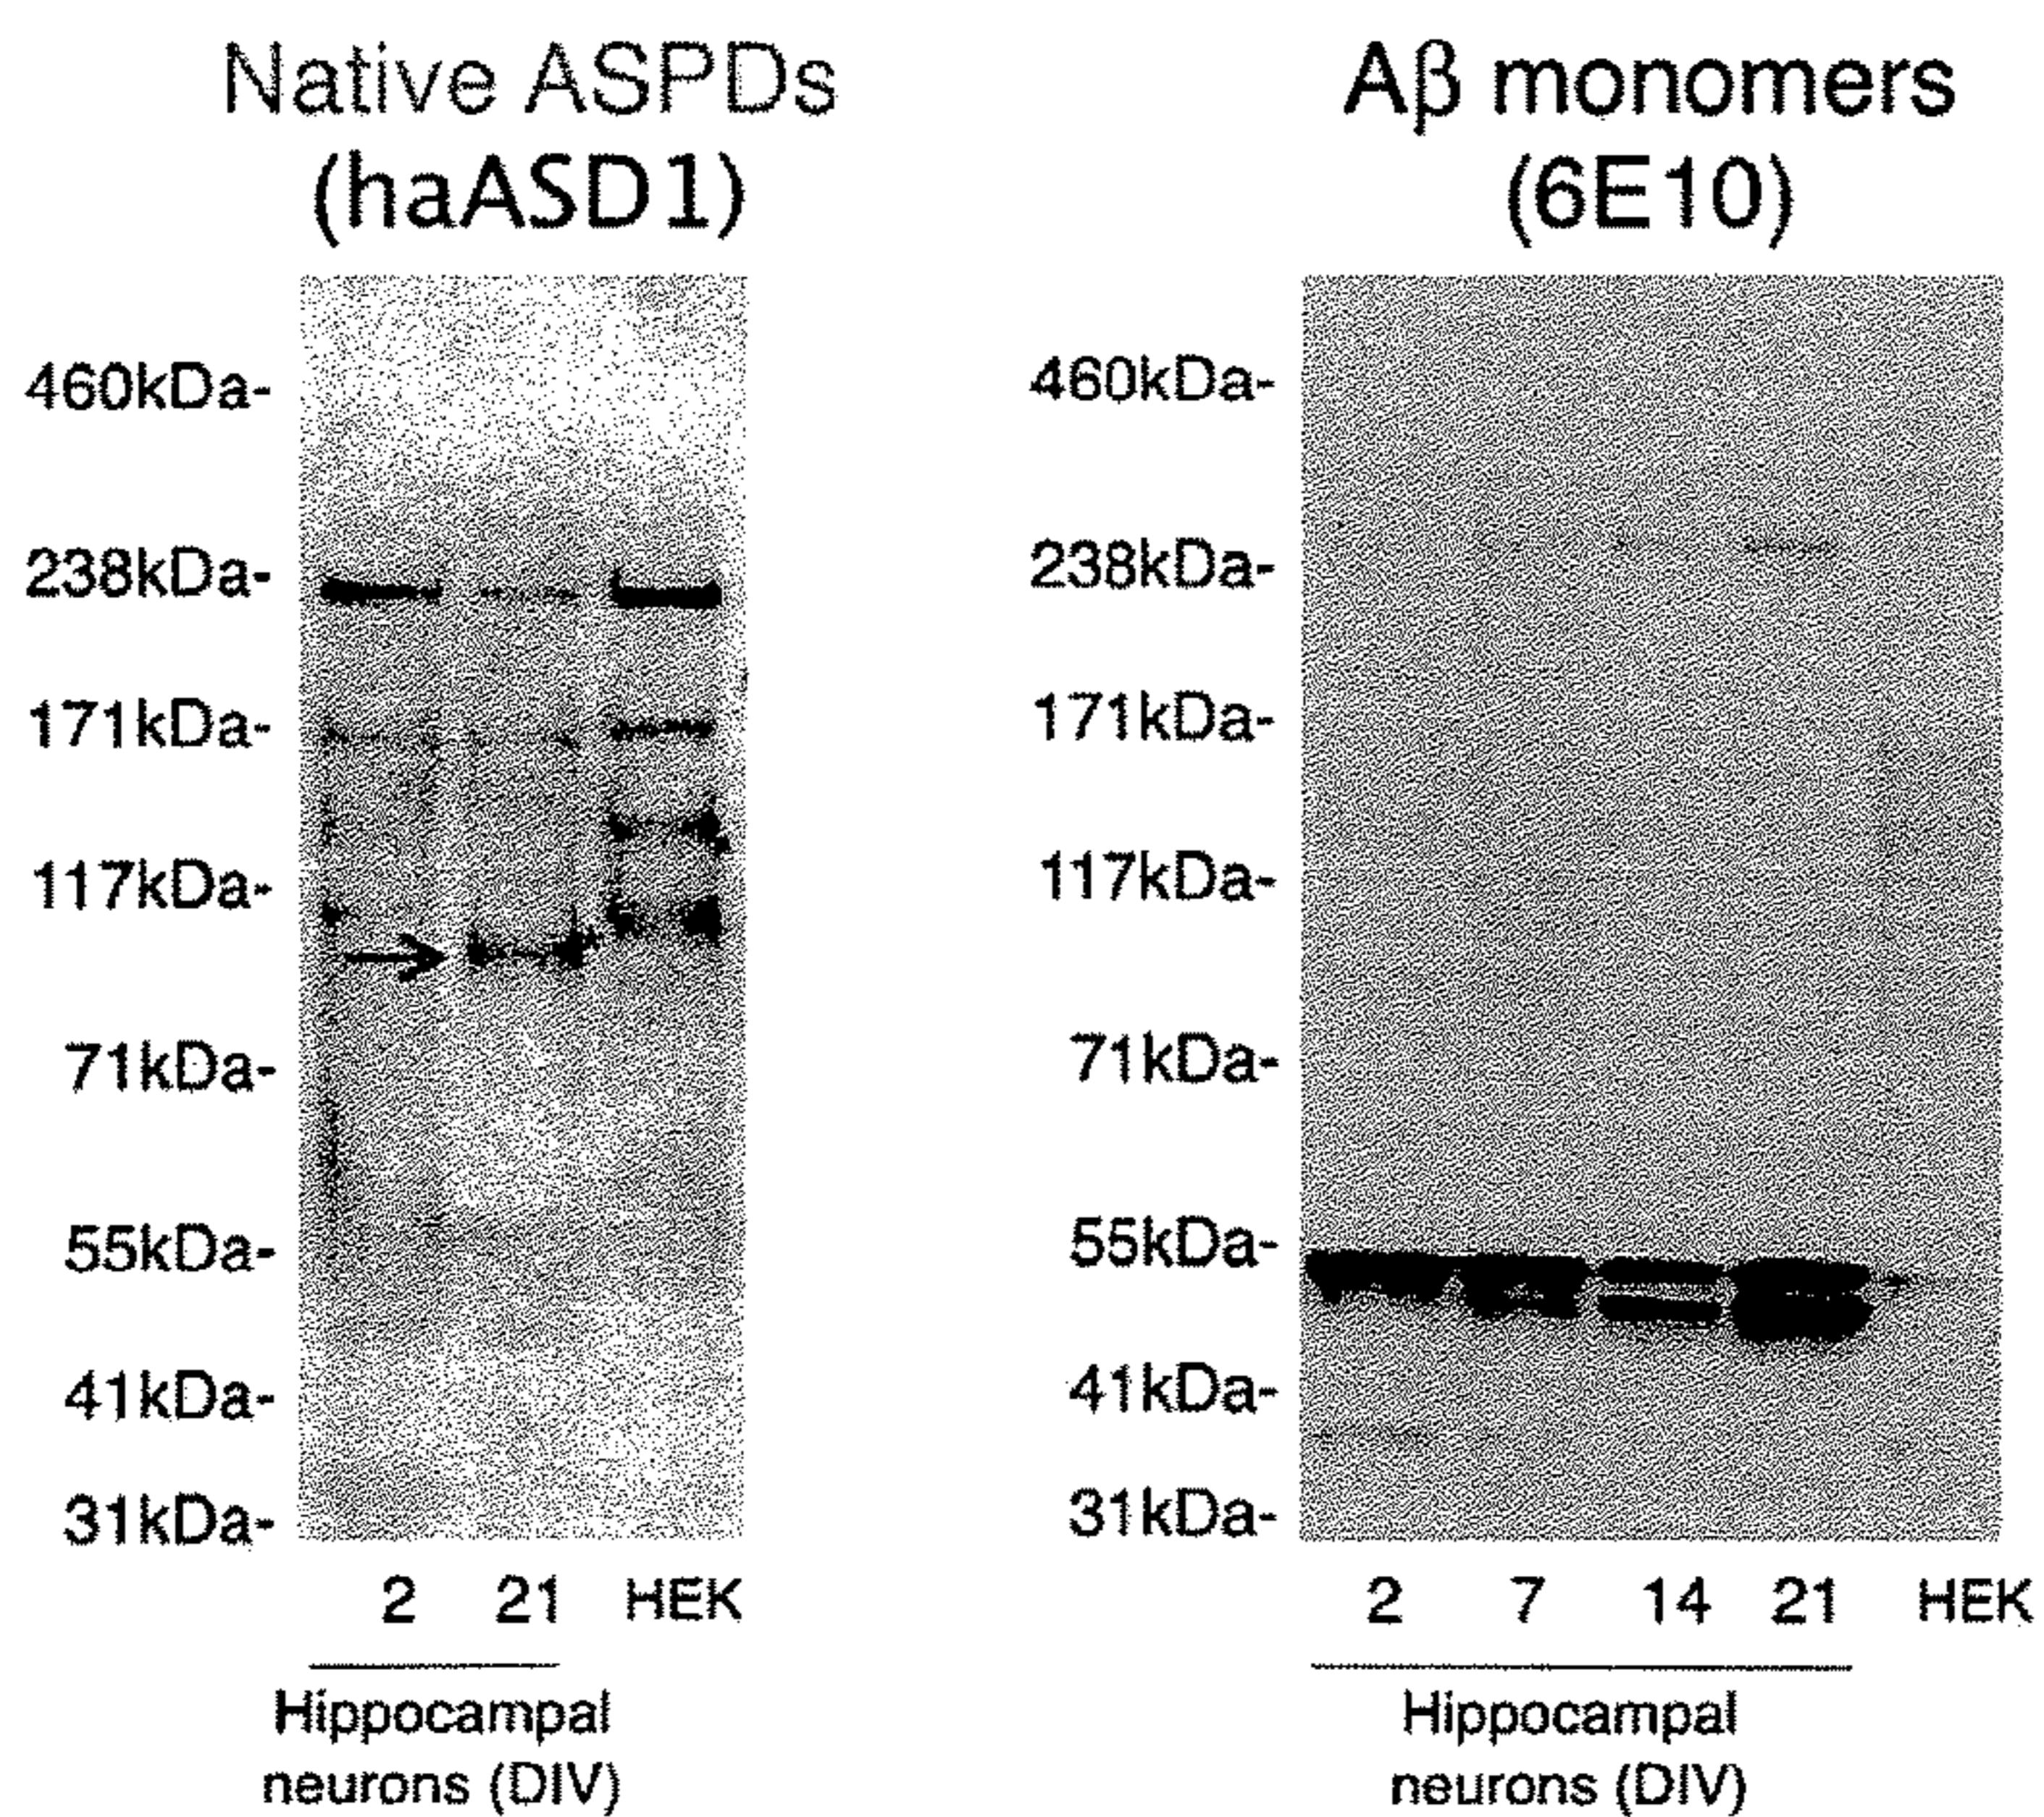 Native ASPDs
(haASD1)
460kDa-
238kDa-
171kDa-
117kDa-
71kDa-
55kDa-
41kDa-
31kDa-
2 21 HEK
Hippocampal
neurons (DIV)
Aβ monomers
(6E10)
460kDa-
238kDa-
171kDa-
117kDa-
71kDa-
55kDa-
41kDa-
31kDa-
2 7 14 21 HEK
Hippocampal
neurons (DIV)